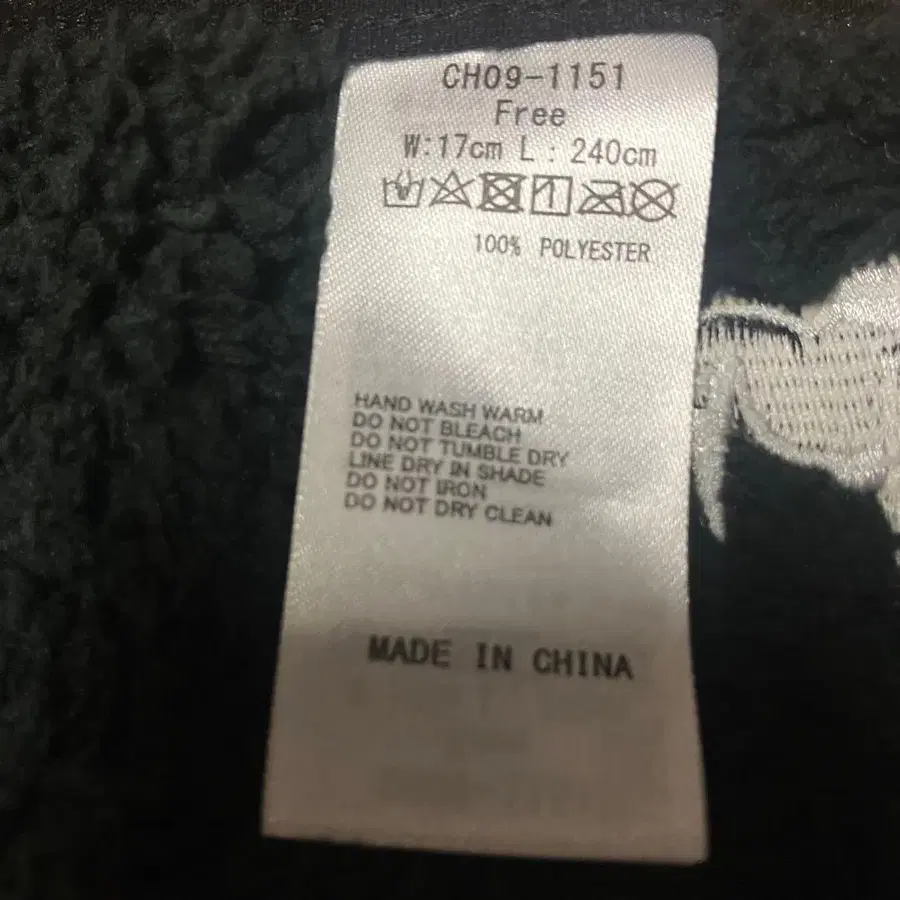 CH09-1151
Free
W:17cm L : 240cm
100% POLYESTER
HAND WASH WARM
DO NOT BLEACH
DO NOT TUMBLE DRY
LINE DRY IN SHADE
DO NOT IRON
DO NOT DRY CLEAN
MADE IN CHINA